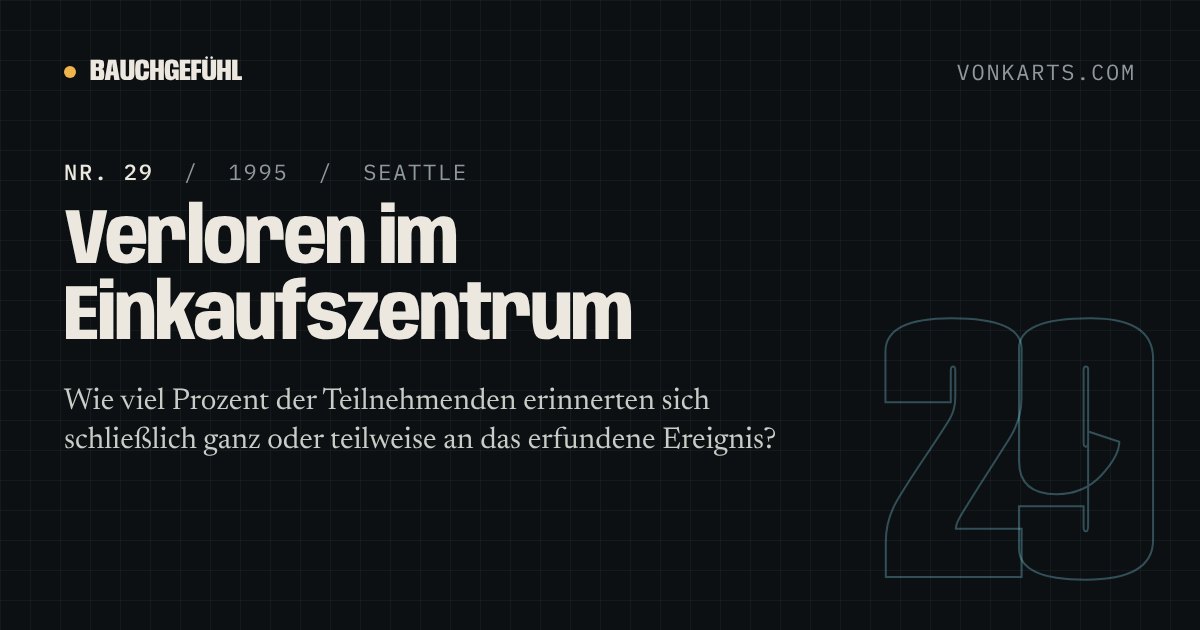 BAUCHGEFÜHL
VONKARTS.COM
NR. 29 / 1995 / SEATTLE
Verloren im
Einkaufszentrum
Wie viel Prozent der Teilnehmenden erinnerten sich
schließlich ganz oder teilweise an das erfundene Ereignis?
29